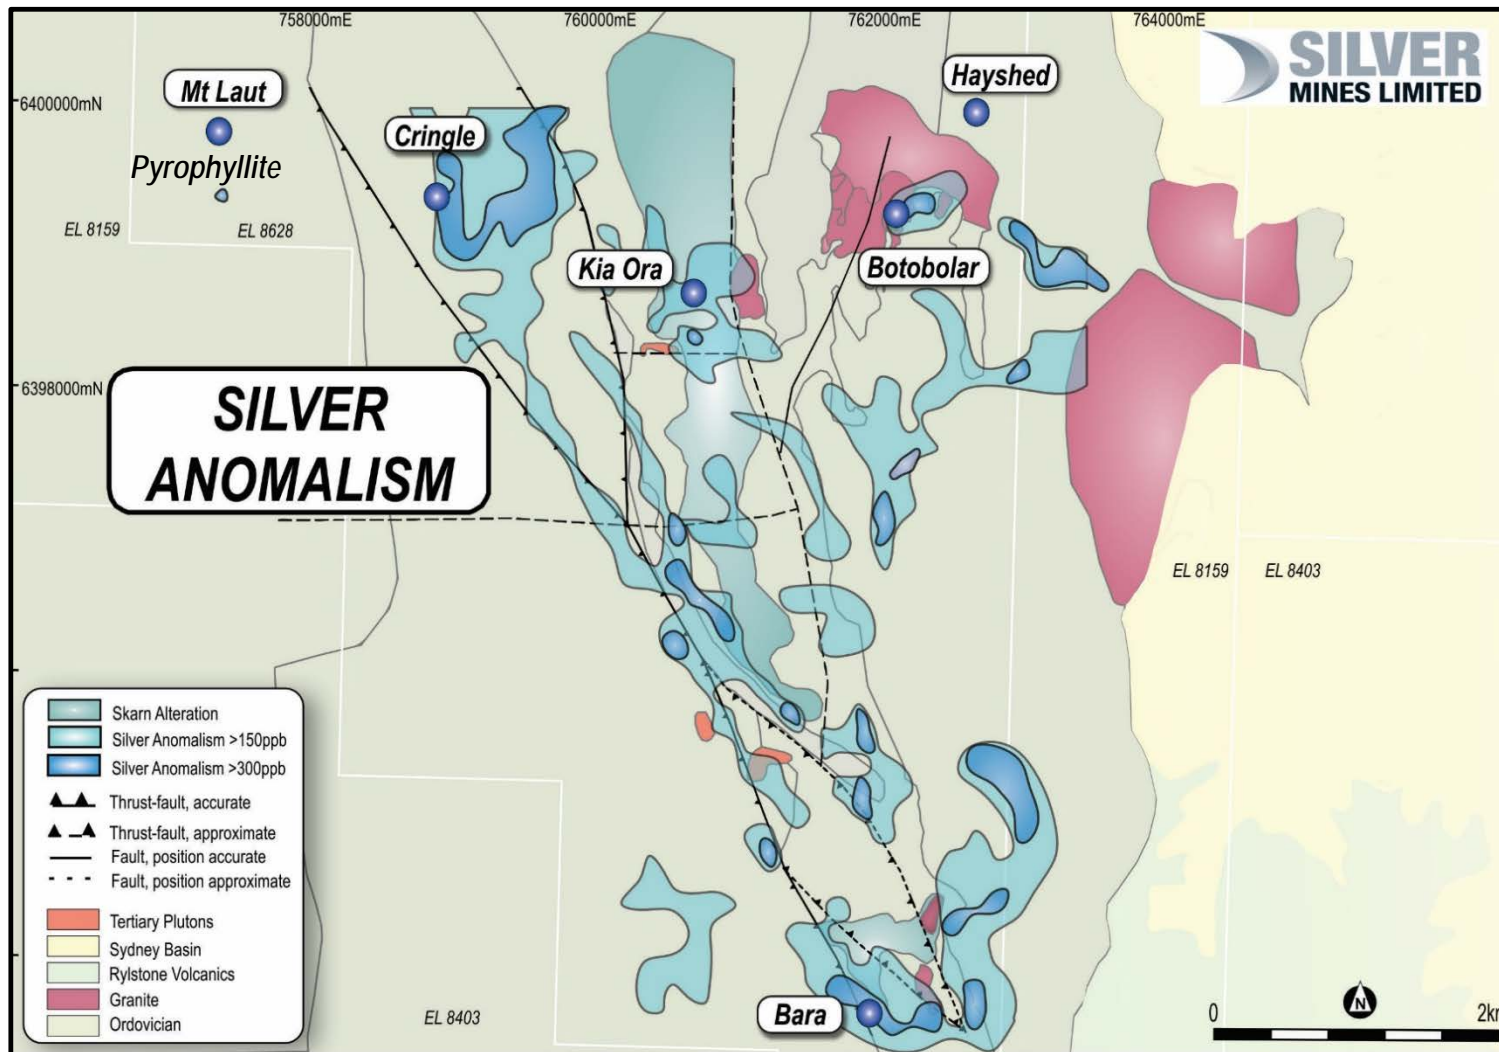 758000mE
760000mE
762000mE
764000mE
SILVER
MINES LIMITED
Hayshed
Mt Laut
6400000mN
Cringle
Pyrophyllite
EL 8159
EL 8628
Kia Ora
Botobolar
6398000mN
SILVER
ANOMALISM
EL 8159
EL 8403
Skarn Alteration
Silver Anomalism >150ppb
Silver Anomalism >300ppb
Thrust-fault, accurate
Thrust-fault, approximate
Fault, position accurate
Fault, position approximate
Tertiary Plutons
Sydney Basin
Rylstone Volcanics
Granite
Ordovician
EL 8403
Bara
N
0
2km